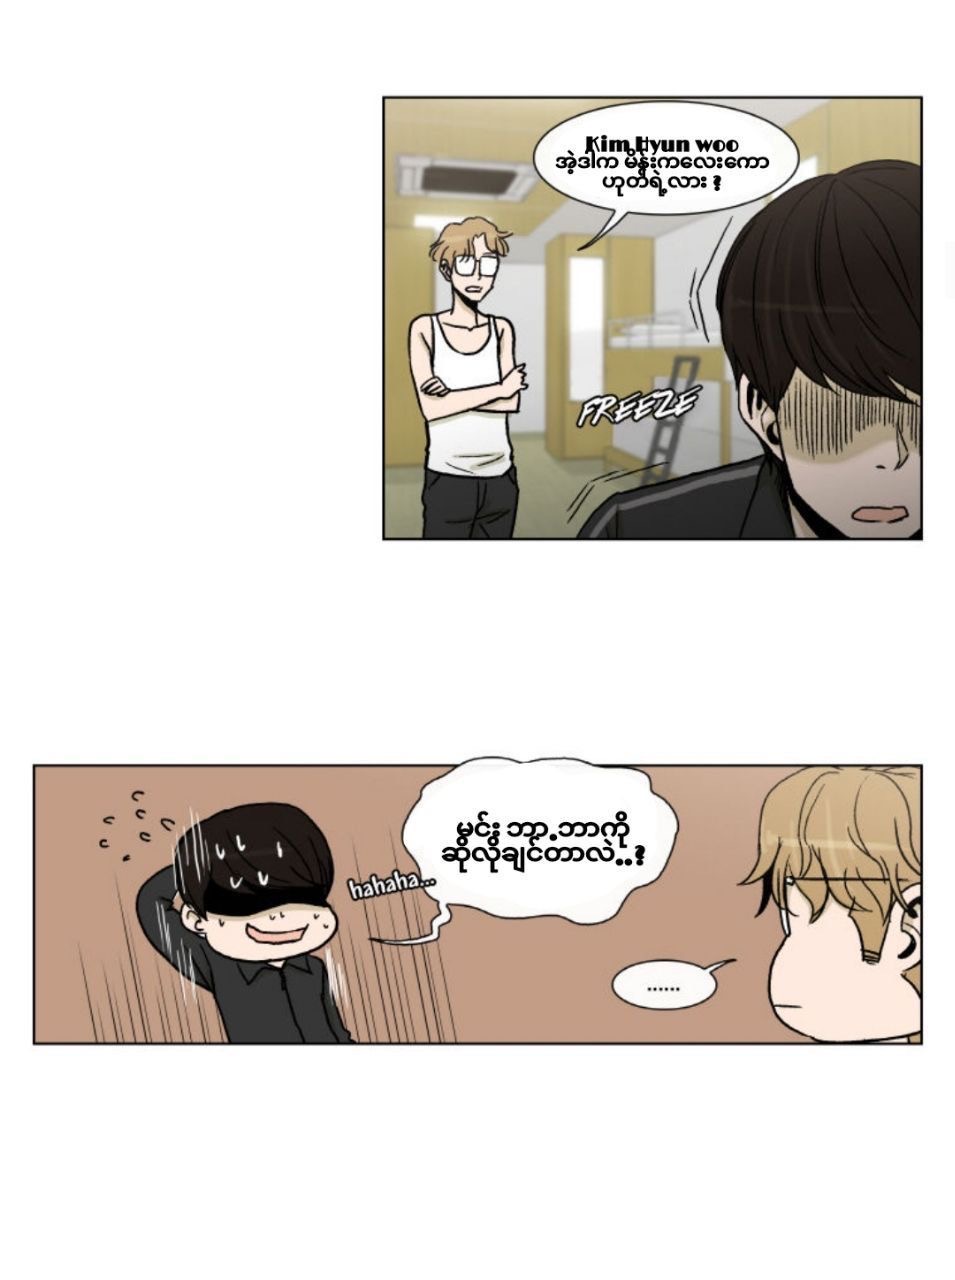 Kim Hyun woo
အဲ့ဒါက မိန်းကလေးကော
ဟုတ်ရဲ့လား ?
FREEZE
မင်း ဘာ.ဘာကို
ဆိုလိုချင်တာလဲ..?
hahaha...
......